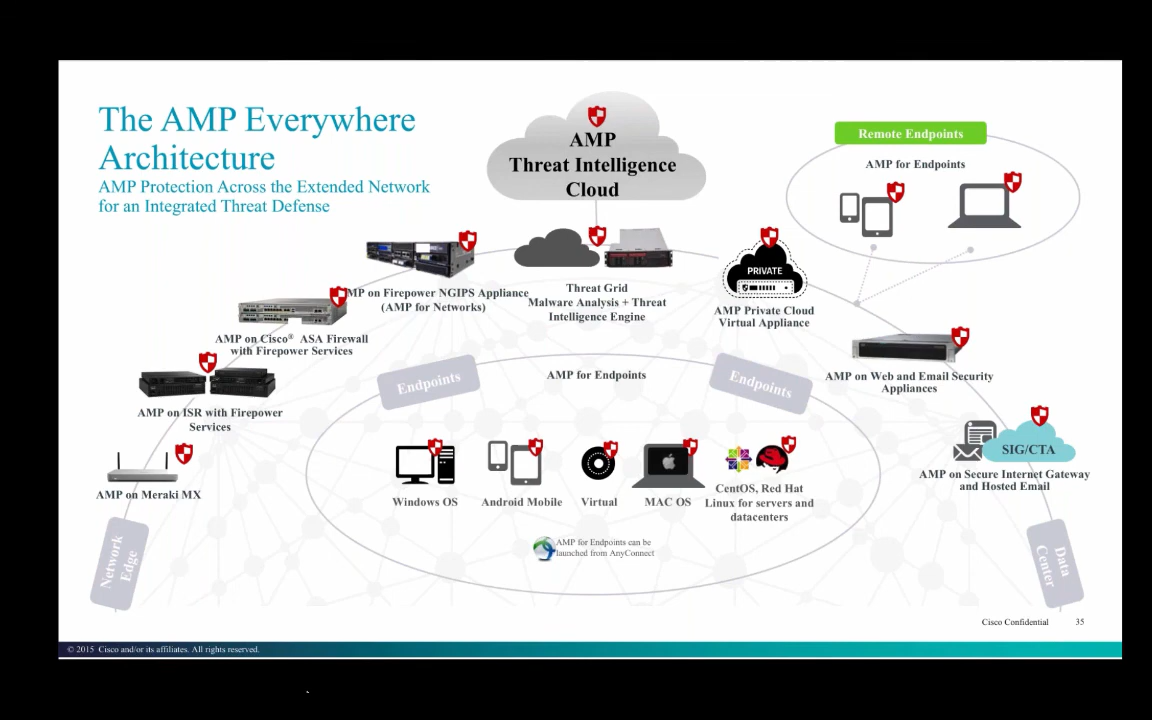 The AMP Everywhere
Architecture
AMP Protection Across the Extended Network
for an Integrated Threat Defense
AMP
Threat Intelligence
Cloud
Remote Endpoints
AMP for Endpoints
MP on Firepower NGIPS Appliance
(AMP for Networks)
Threat Grid
Malware Analysis + Threat
Intelligence Engine
PRIVATE
AMP Private Cloud
Virtual Appliance
AMP on Cisco® ASA Firewall
with Firepower Services
AMP on Web and Email Security
Appliances
AMP on ISR with Firepower
Services
Endpoints
AMP for Endpoints
Endpoints
SIG/CTA
AMP on Secure Internet Gateway
and Hosted Email
AMP on Meraki MX
Windows OS
Android Mobile
Virtual
MAC OS
CentOS, Red Hat
Linux for servers and
datacenters
AMP for Endpoints can be
launched from AnyConnect
Network
Edge
Data
Center
Cisco Confidential
35
© 2015 Cisco and/or its affiliates. All rights reserved.